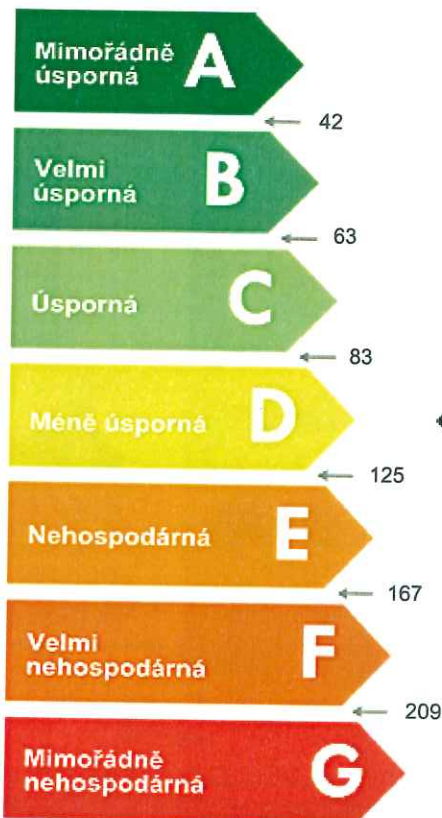 Mimořádně
úsporná
A
42
Velmi
úsporná
B
63
Úsporná
C
83
Méně úsporná
D
125
Nehospodárná
E
167
Velmi
nehospodárná
F
209
Mimořádně
nehospodárná
G